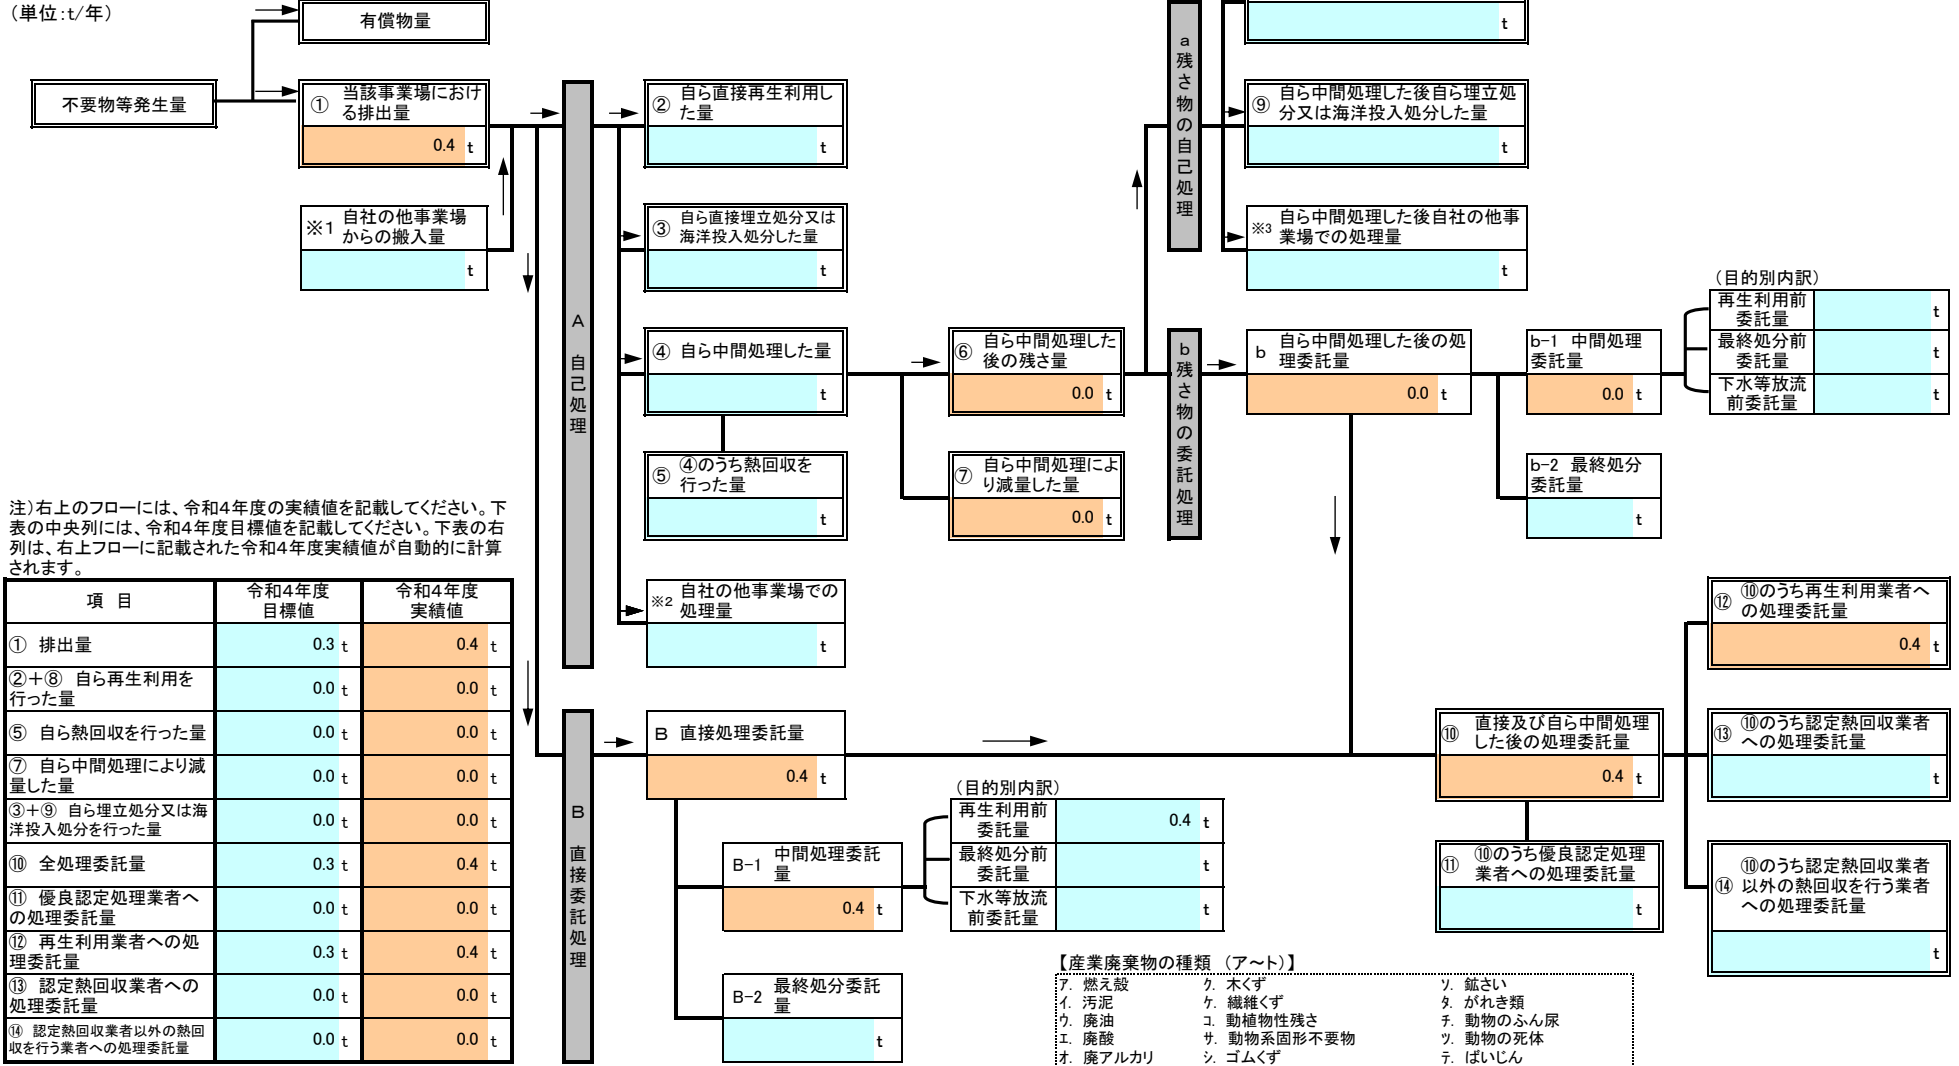 (単位:t/年)
有償物量
不要物等発生量
① 当該事業場におけ
る排出量
0.4 t
※1 自社の他事業場
からの搬入量
t
A 自己処理
② 自ら直接再生利用し
た量
t
③ 自ら直接埋立処分又は
海洋投入処分した量
t
④ 自ら中間処理した量
t
⑤ ④のうち熱回収を
行った量
t
※2 自社の他事業場での
処理量
t
⑥ 自ら中間処理した
後の残さ量
0.0 t
⑦ 自ら中間処理によ
り減量した量
0.0 t
a 残さ物の自己処理
t
⑨ 自ら中間処理した後自ら埋立処
分又は海洋投入処分した量
t
※3 自ら中間処理した後自社の他事
業場での処理量
t
b 残さ物の委託処理
b 自ら中間処理した後の処
理委託量
0.0 t
b-1 中間処理
委託量
0.0 t
(目的別内訳)
再生利用前
委託量 t
最終処分前
委託量 t
下水等放流
前委託量 t
b-2 最終処分
委託量
t
注)右上のフローには、令和4年度の実績値を記載してください。下
表の中央列には、令和4年度目標値を記載してください。下表の右
列は、右上フローに記載された令和4年度実績値が自動的に計算
されます。
項 目 令和4年度 令和4年度
目標値 実績値
① 排出量 0.3 t 0.4 t
②+⑧ 自ら再生利用を
行った量 0.0 t 0.0 t
⑤ 自ら熱回収を行った量 0.0 t 0.0 t
⑦ 自ら中間処理により減
量した量 0.0 t 0.0 t
③+⑨ 自ら埋立処分又は海
洋投入処分を行った量 0.0 t 0.0 t
⑩ 全処理委託量 0.3 t 0.4 t
⑪ 優良認定処理業者へ
の処理委託量 0.0 t 0.0 t
⑫ 再生利用業者への処
理委託量 0.3 t 0.4 t
⑬ 認定熱回収業者への
処理委託量 0.0 t 0.0 t
⑭ 認定熱回収業者以外の熱回
収を行う業者への処理委託量 0.0 t 0.0 t
B 直接委託処理
B 直接処理委託量
0.4 t
B-1 中間処理委託
量
0.4 t
(目的別内訳)
再生利用前
委託量 0.4 t
最終処分前
委託量 t
下水等放流
前委託量 t
B-2 最終処分委託
量
t
⑩ 直接及び自ら中間処理
した後の処理委託量
0.4 t
⑪ ⑩のうち優良認定処理
業者への処理委託量
t
⑫ ⑩のうち再生利用業者へ
の処理委託量
0.4 t
⑬ ⑩のうち認定熱回収業者
への処理委託量
t
⑭ ⑩のうち認定熱回収業者
以外の熱回収を行う業者
への処理委託量
t
【産業廃棄物の種類 (ア~ト)】
ア. 燃え殻 ク. 木くず ソ. 鉱さい
イ. 汚泥 ケ. 繊維くず タ. がれき類
ウ. 廃油 コ. 動植物性残さ チ. 動物のふん尿
エ. 廃酸 サ. 動物系固形不要物 ツ. 動物の死体
オ. 廃アルカリ シ. ゴムくず テ. ばいじん